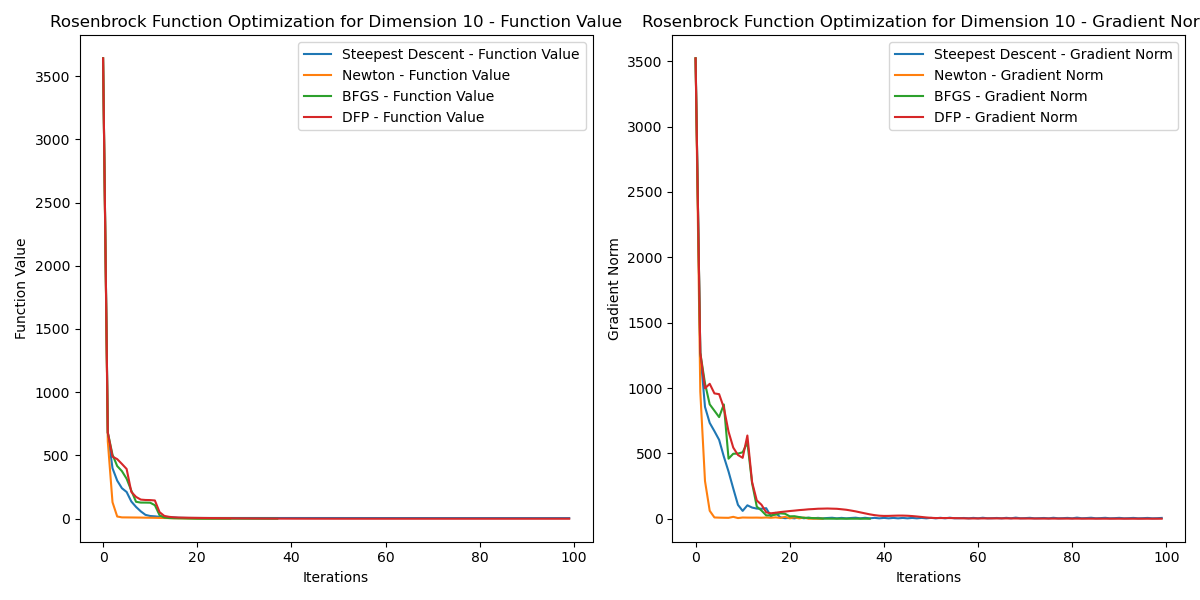 Rosenbrock Function Optimization for Dimension 10 - Function Value
Steepest Descent - Function Value
Newton - Function Value
BFGS - Function Value
DFP - Function Value
Function Value
3500
3000
2500
2000
1500
1000
500
0
0 20 40 60 80 100
Iterations
Rosenbrock Function Optimization for Dimension 10 - Gradient Nor
Steepest Descent - Gradient Norm
Newton - Gradient Norm
BFGS - Gradient Norm
DFP - Gradient Norm
Gradient Norm
3500
3000
2500
2000
1500
1000
500
0
0 20 40 60 80 100
Iterations